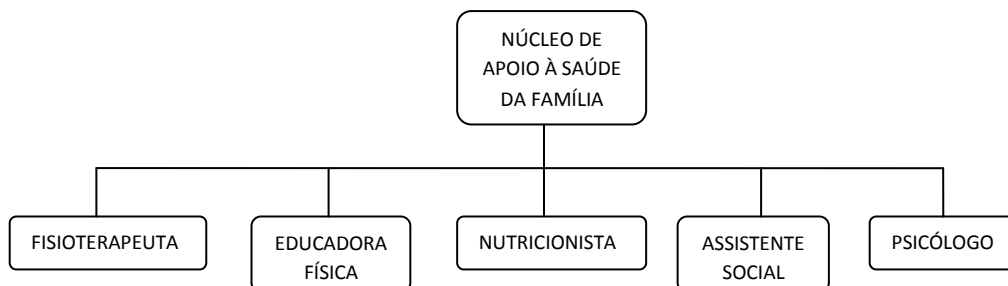 NÚCLEO DE
APOIO À SAÚDE
DA FAMÍLIA
FISIOTERAPEUTA
EDUCADORA
FÍSICA
NUTRICIONISTA
ASSISTENTE
SOCIAL
PSICÓLOGO